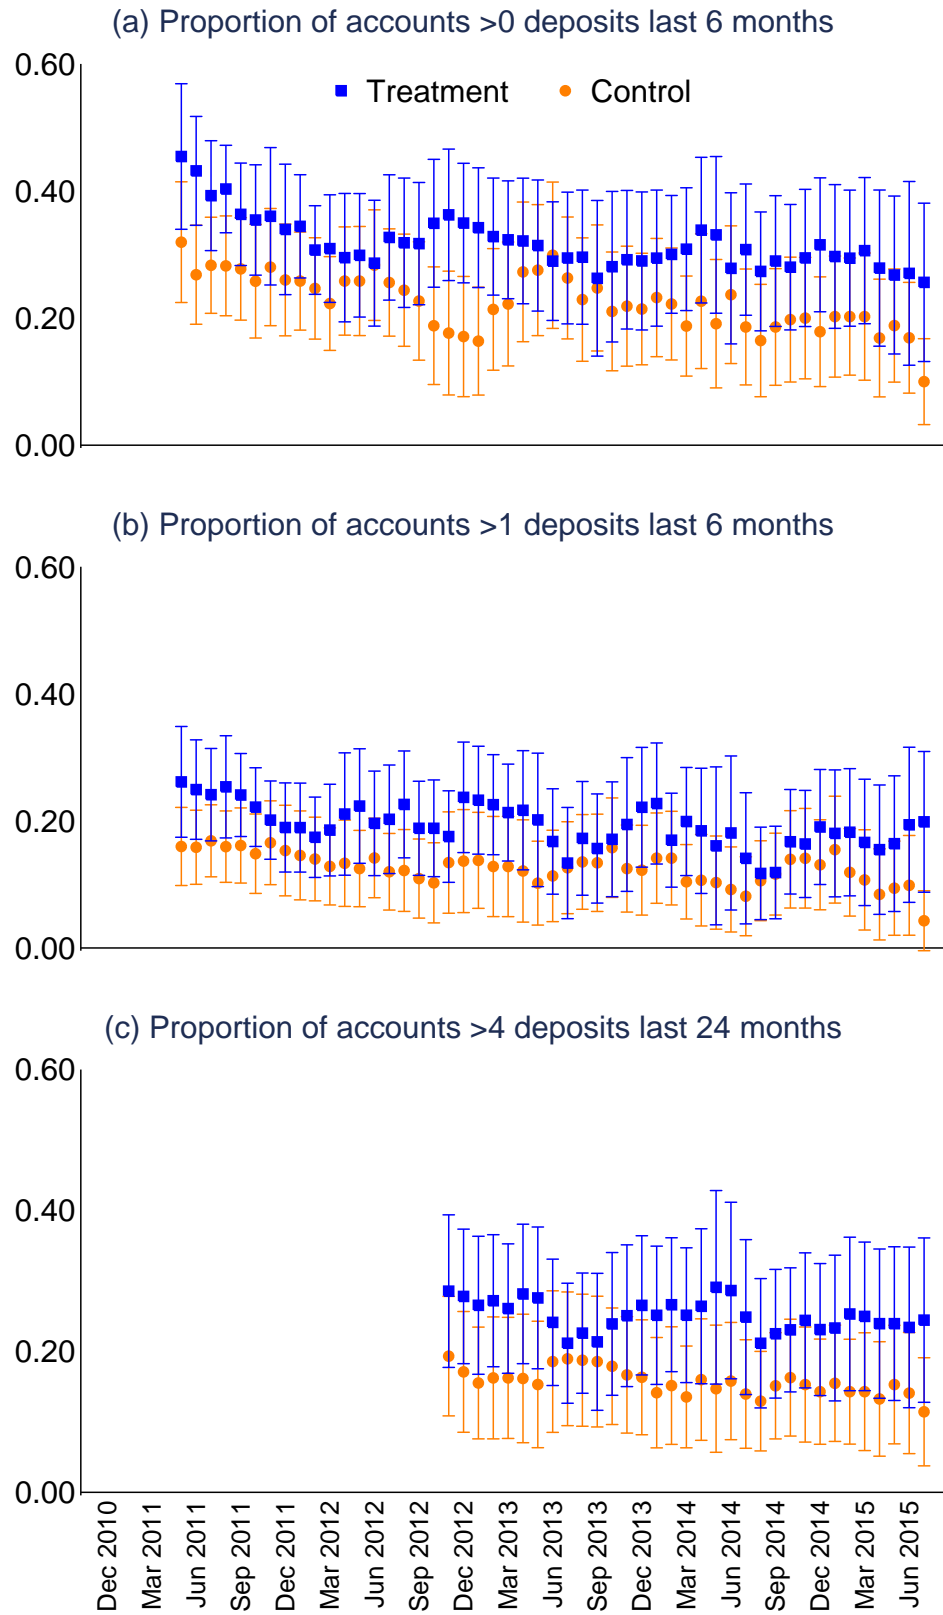 (a) Proportion of accounts >0 deposits last 6 months
0.60
Treatment Control
0.40
0.20
0.00
(b) Proportion of accounts >1 deposits last 6 months
0.60
0.40
0.20
0.00
(c) Proportion of accounts >4 deposits last 24 months
0.60
0.40
0.20
0.00
Dec 2010
Mar 2011
Jun 2011
Sep 2011
Dec 2011
Mar 2012
Jun 2012
Sep 2012
Dec 2012
Mar 2013
Jun 2013
Sep 2013
Dec 2013
Mar 2014
Jun 2014
Sep 2014
Dec 2014
Mar 2015
Jun 2015